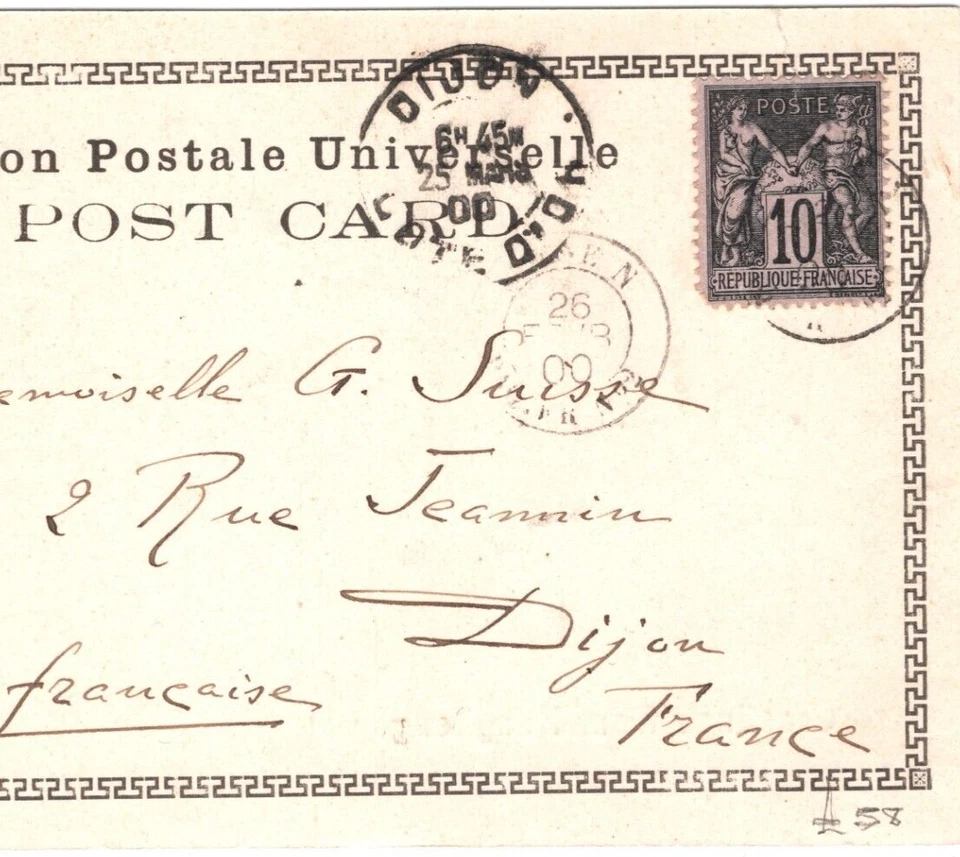 on Postale Universelle
POST CARD
DIJON
6H 45M
25 MARS
00
COTE D'OR
26
00
POSTE
10
RÉPUBLIQUE FRANÇAISE
emoiselle G. Suisse
2 Rue Jeannin
Dijon
française
France
£58